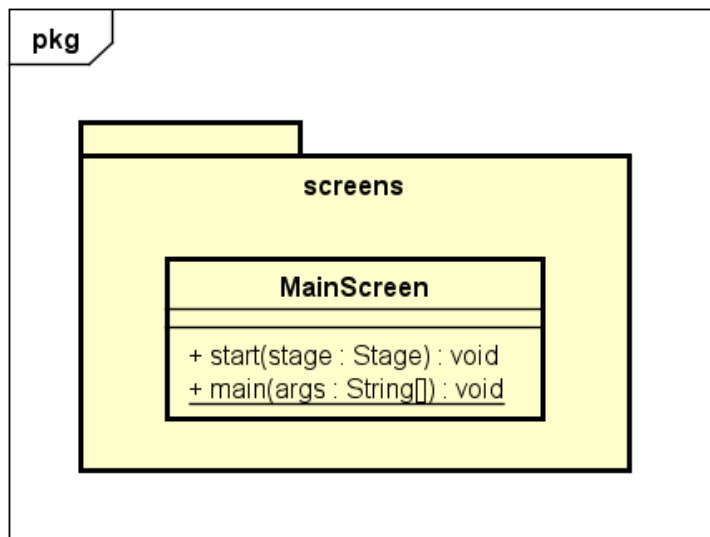 pkg
screens
MainScreen
+ start(stage : Stage) : void
+ main(args : String[]) : void